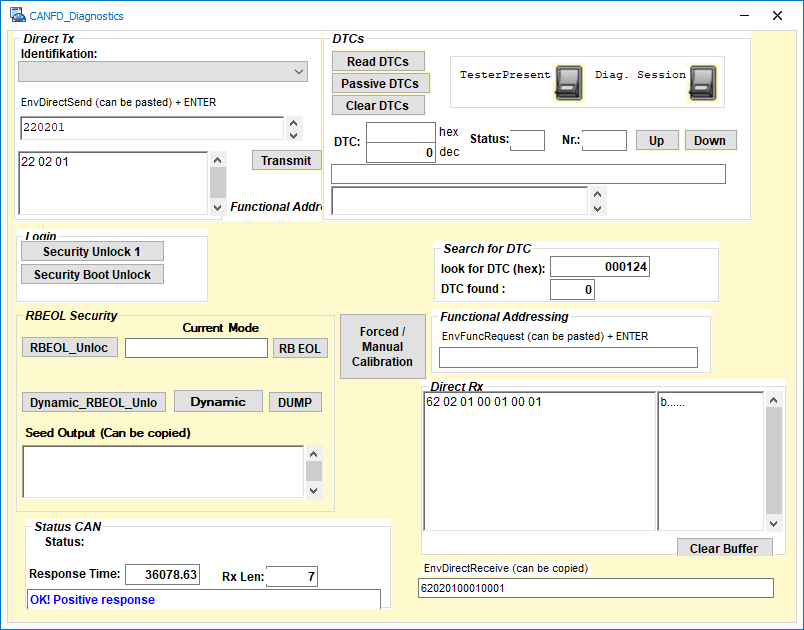 CANFD_Diagnostics
Direct Tx
Identifikation:
EnvDirectSend (can be pasted) + ENTER
220201
22 02 01
Transmit
Functional Addr
DTCs
Read DTCs
Passive DTCs
Clear DTCs
TesterPresent
Diag. Session
DTC:
hex
0 dec
Status:
Nr.:
Up
Down
Login
Security Unlock 1
Security Boot Unlock
Search for DTC
look for DTC (hex): 000124
DTC found : 0
RBEOL Security
Current Mode
RBEOL_Unloc
RB EOL
Dynamic_RBEOL_Unlo
Dynamic
DUMP
Seed Output (Can be copied)
Forced /
Manual
Calibration
Functional Addressing
EnvFuncRequest (can be pasted) + ENTER
Direct Rx
62 02 01 00 01 00 01
b......
Clear Buffer
EnvDirectReceive (can be copied)
62020100010001
Status CAN
Status:
Response Time: 36078.63
Rx Len: 7
OK! Positive response